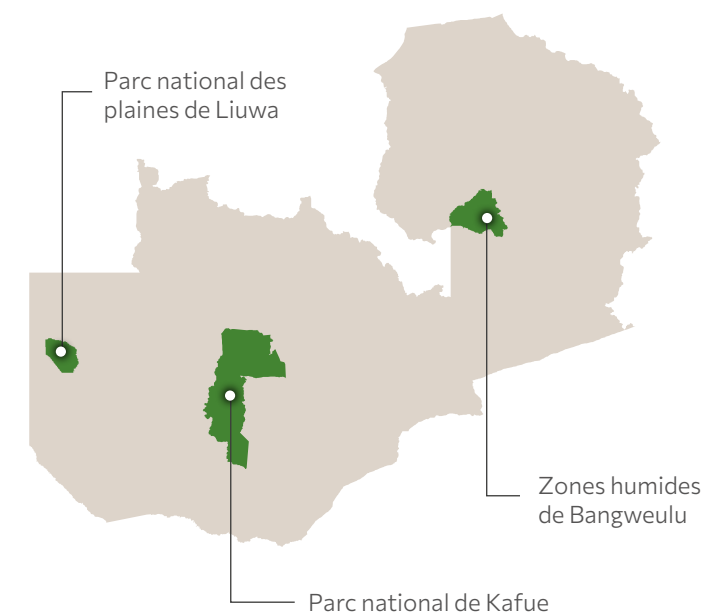 Parc national des
plaines de Liuwa
Zones humides
de Bangweulu
Parc national de Kafue